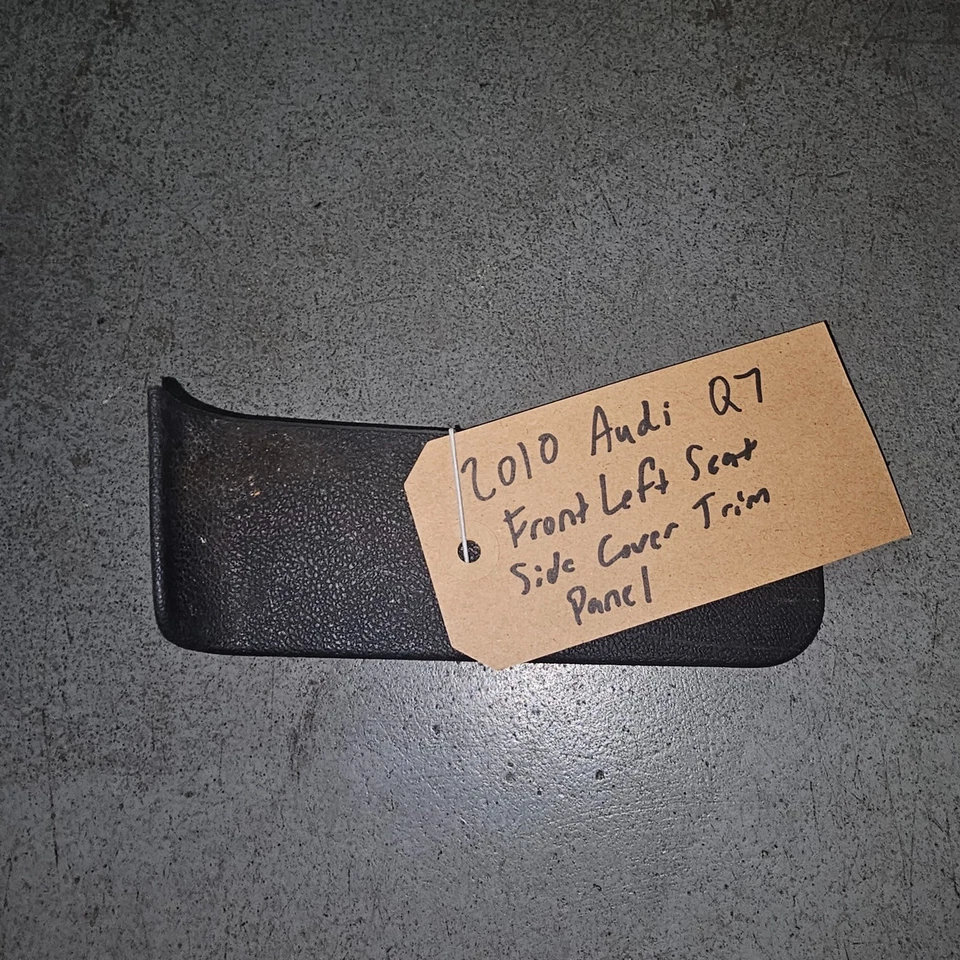 2010 Audi Q7
Front Left Seat
Side Cover Trim
Panel